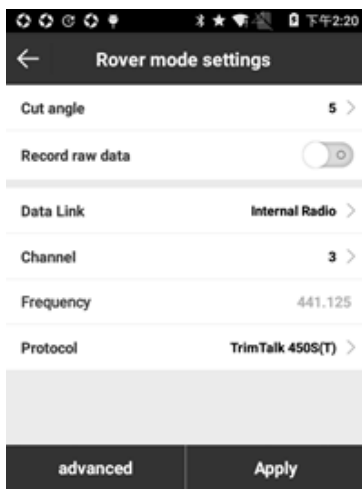 下午2:20
Rover mode settings
Cut angle 5
Record raw data
Data Link Internal Radio
Channel 3
Frequency 441.125
Protocol TrimTalk 450S(T)
advanced Apply